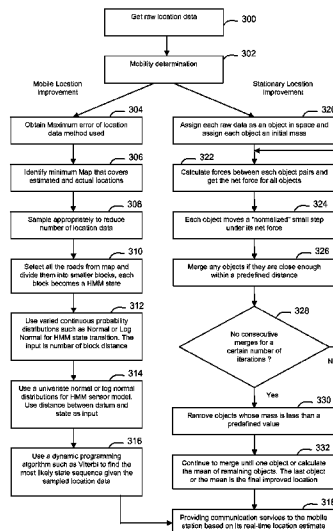 Get raw location data
300
302
Mobility determination
Mobile Location
Improvement
Stationary Location
Improvement
304
Obtain Maximum error of location
data method used
306
Identify minimum Map that covers
estimated and actual locations
308
Sample appropriately to reduce
number of location data
310
Select all the roads from map and
divide them into smaller blocks, each
block becomes a HMM state
312
Use varied continuous probability
distributions such as Normal or Log
Normal for HMM state transition. The
input is number of block distance
314
Use a univariate normal or log normal
distributions for HMM sensor model. Use
distance between datum and
state as input
316
Use a dynamic programming
algorithm such as Viterbi to find the
most likely state sequence given the
sampled location data
320
Assign each raw data as an object in space and
assign each object an initial mass
322
Calculate forces between each object pairs and
get the net force for all objects
324
Each object moves a "normalized" small step
under its net force
326
Merge any objects if they are close enough
within a predefined distance
328
No consecutive
merges for a
certain number of
iterations ?
Yes
330
Remove objects whose mass is less than a
predefined value
332
Continue to merge until one object or calculate
the mean of remaining objects. The last object
or the mean is the final improved location.
318
Providing communication services to the mobile
station based on its real-time location estimate